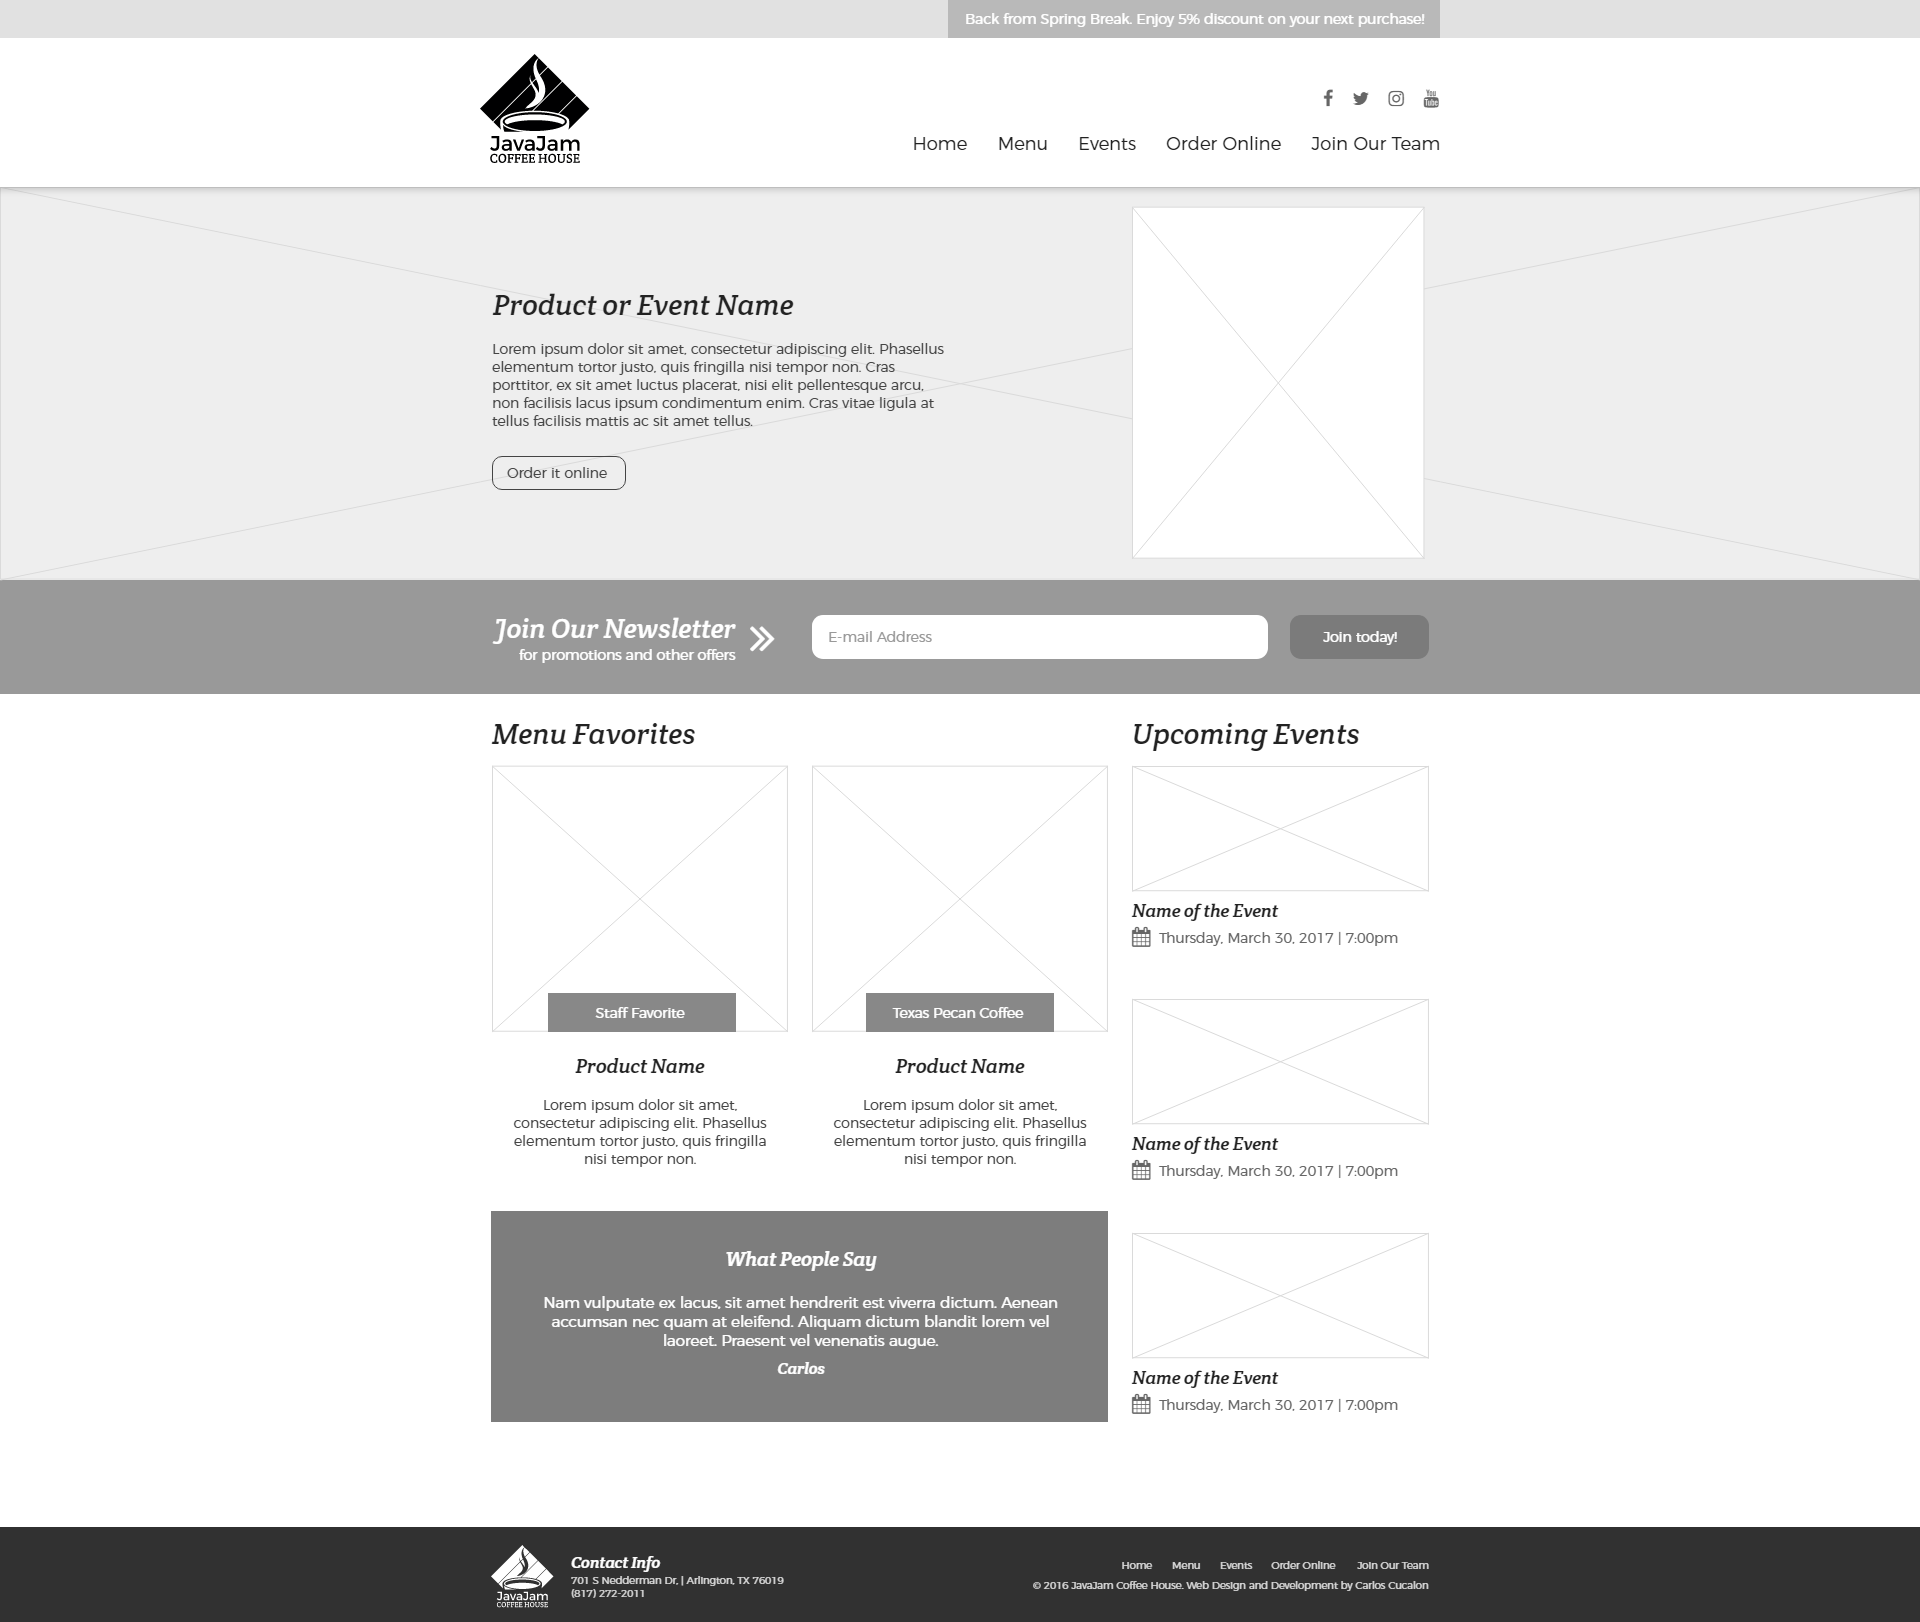 Back from Spring Break. Enjoy 5% discount on your next purchase!
JavaJam
COFFEE HOUSE
You
Tube
Home Menu Events Order Online Join Our Team
Product or Event Name
Lorem ipsum dolor sit amet, consectetur adipiscing elit. Phasellus
elementum tortor justo, quis fringilla nisi tempor non. Cras
porttitor, ex sit amet luctus placerat, nisi elit pellentesque arcu,
non facilisis lacus ipsum condimentum enim. Cras vitae ligula at
tellus facilisis mattis ac sit amet tellus.
Order it online
Join Our Newsletter
for promotions and other offers
E-mail Address
Join today!
Menu Favorites
Staff Favorite
Product Name
Lorem ipsum dolor sit amet,
consectetur adipiscing elit. Phasellus
elementum tortor justo, quis fringilla
nisi tempor non.
Texas Pecan Coffee
Product Name
Lorem ipsum dolor sit amet,
consectetur adipiscing elit. Phasellus
elementum tortor justo, quis fringilla
nisi tempor non.
What People Say
Nam vulputate ex lacus, sit amet hendrerit est viverra dictum. Aenean
accumsan nec quam at eleifend. Aliquam dictum blandit lorem vel
laoreet. Praesent vel venenatis augue.
Carlos
Upcoming Events
Name of the Event
Thursday, March 30, 2017 | 7:00pm
Name of the Event
Thursday, March 30, 2017 | 7:00pm
Name of the Event
Thursday, March 30, 2017 | 7:00pm
JavaJam
COFFEE HOUSE
Contact Info
701 S Nedderman Dr, | Arlington, TX 76019
(817) 272-2011
Home Menu Events Order Online Join Our Team
© 2016 JavaJam Coffee House. Web Design and Development by Carlos Cucalon